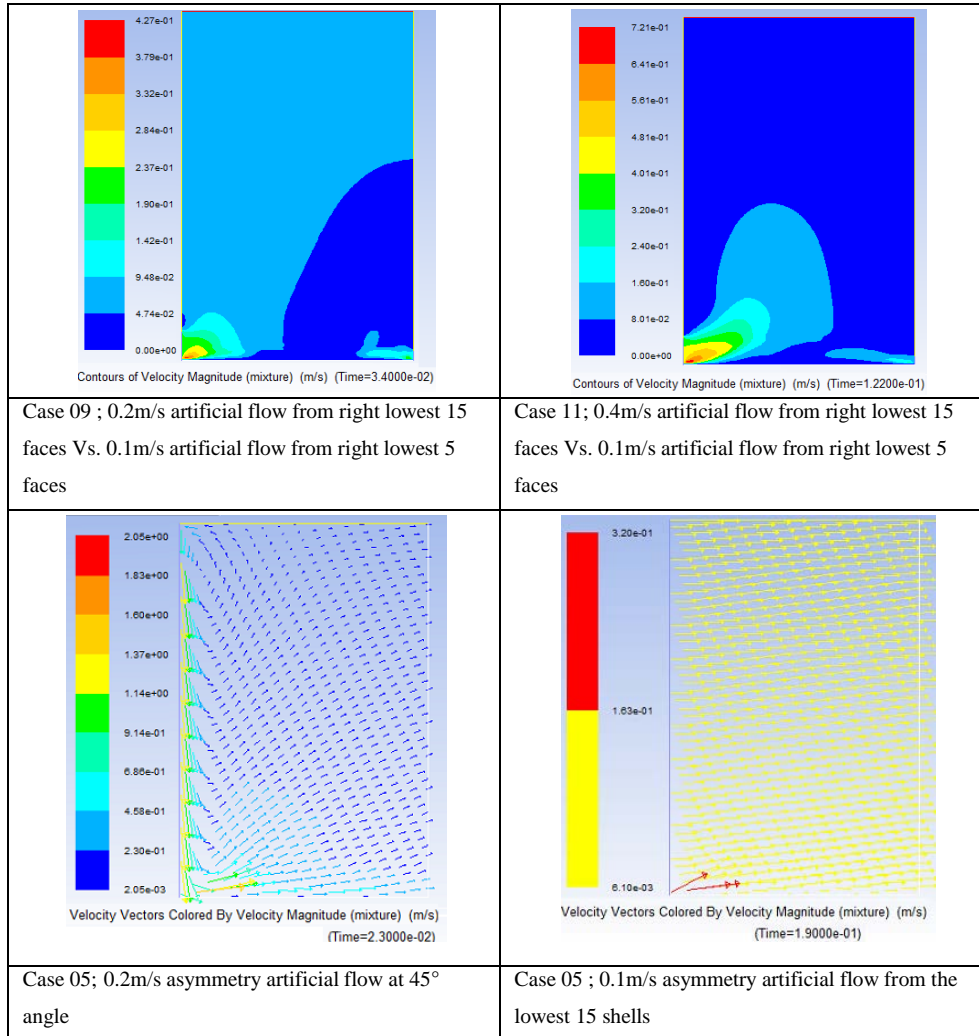 4.27e-01
3.79e-01
3.32e-01
2.84e-01
2.37e-01
1.90e-01
1.42e-01
9.48e-02
4.74e-02
0.00e+00
Contours of Velocity Magnitude (mixture) (m/s) (Time=3.4000e-02)
7.21e-01
6.41e-01
5.61e-01
4.81e-01
4.01e-01
3.20e-01
2.40e-01
1.60e-01
8.01e-02
0.00e+00
Contours of Velocity Magnitude (mixture) (m/s) (Time=1.2200e-01)
Case 09 ; 0.2m/s artificial flow from right lowest 15
faces Vs. 0.1m/s artificial flow from right lowest 5
faces
Case 11; 0.4m/s artificial flow from right lowest 15
faces Vs. 0.1m/s artificial flow from right lowest 5
faces
2.05e+00
1.83e+00
1.60e+00
1.37e+00
1.14e+00
9.14e-01
6.86e-01
4.58e-01
2.30e-01
2.05e-03
Velocity Vectors Colored By Velocity Magnitude (mixture) (m/s)
(Time=2.3000e-02)
3.20e-01
1.63e-01
6.10e-03
Velocity Vectors Colored By Velocity Magnitude (mixture) (m/s)
(Time=1.9000e-01)
Case 05; 0.2m/s asymmetry artificial flow at 45°
angle
Case 05 ; 0.1m/s asymmetry artificial flow from the
lowest 15 shells